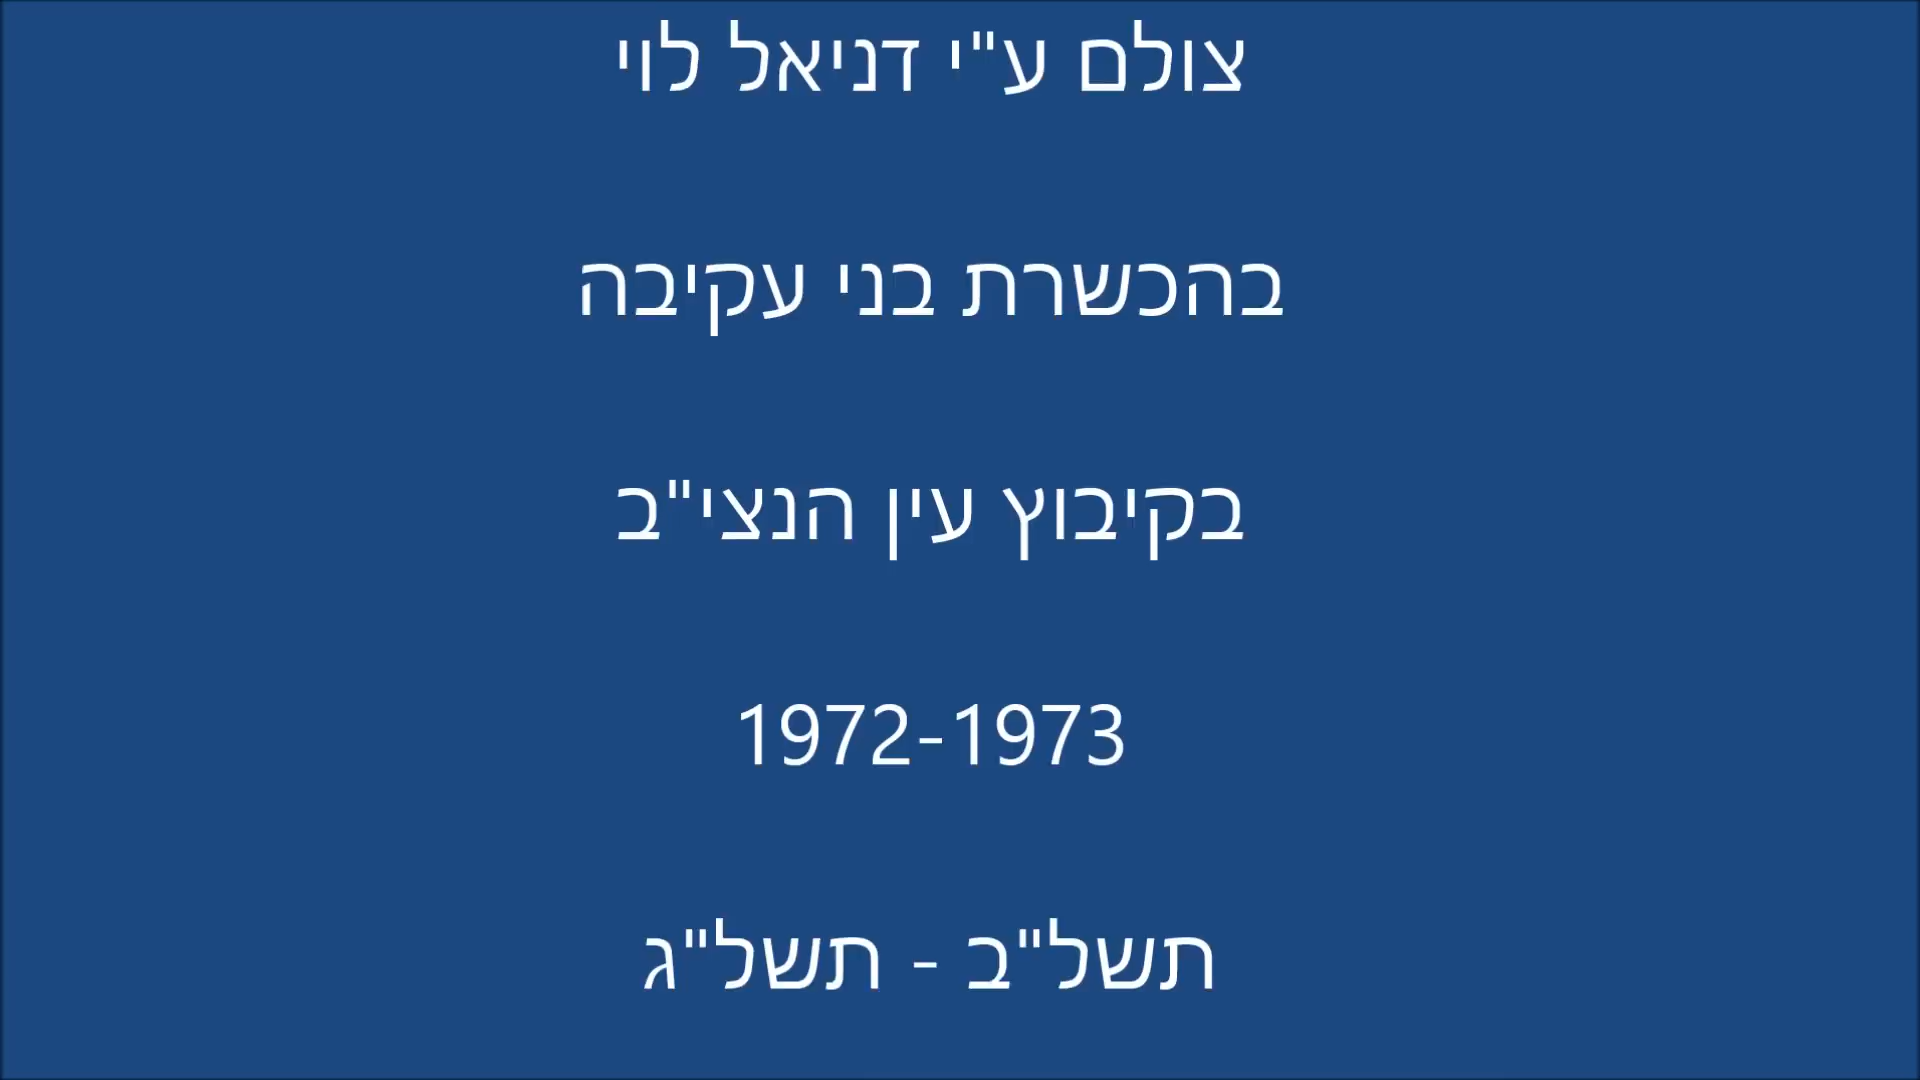 צולם ע"י דניאל לוי
בהכשרת בני עקיבה
בקיבוץ עין הנצי"ב
1972-1973
תשל"ב - תשל"ג